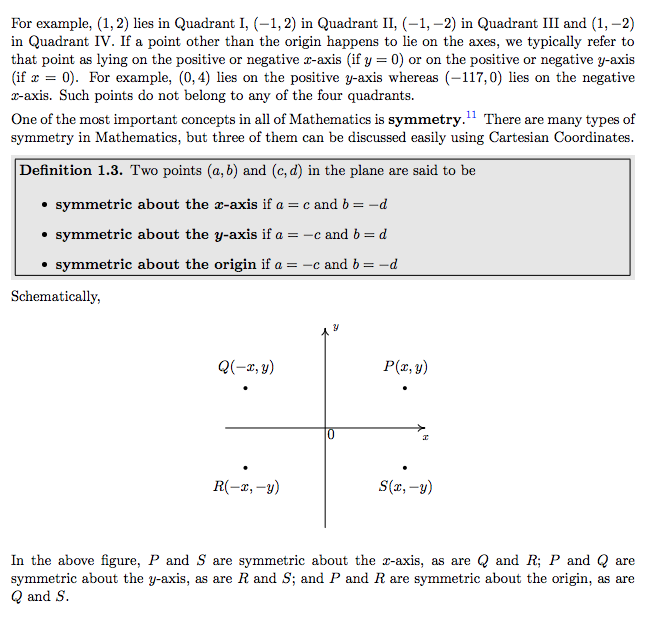 For example, (1, 2) lies in Quadrant I, (−1, 2) in Quadrant II, (−1, −2) in Quadrant III and (1, −2)
in Quadrant IV. If a point other than the origin happens to lie on the axes, we typically refer to
that point as lying on the positive or negative x-axis (if y = 0) or on the positive or negative y-axis
(if x = 0). For example, (0, 4) lies on the positive y-axis whereas (−117, 0) lies on the negative
x-axis. Such points do not belong to any of the four quadrants.
One of the most important concepts in all of Mathematics is symmetry.¹¹ There are many types of
symmetry in Mathematics, but three of them can be discussed easily using Cartesian Coordinates.
Definition 1.3. Two points (a, b) and (c, d) in the plane are said to be
• symmetric about the x-axis if a = c and b = −d
• symmetric about the y-axis if a = −c and b = d
• symmetric about the origin if a = −c and b = −d
Schematically,
y
Q(−x, y)
P(x, y)
0
x
R(−x, −y)
S(x, −y)
In the above figure, P and S are symmetric about the x-axis, as are Q and R; P and Q are
symmetric about the y-axis, as are R and S; and P and R are symmetric about the origin, as are
Q and S.